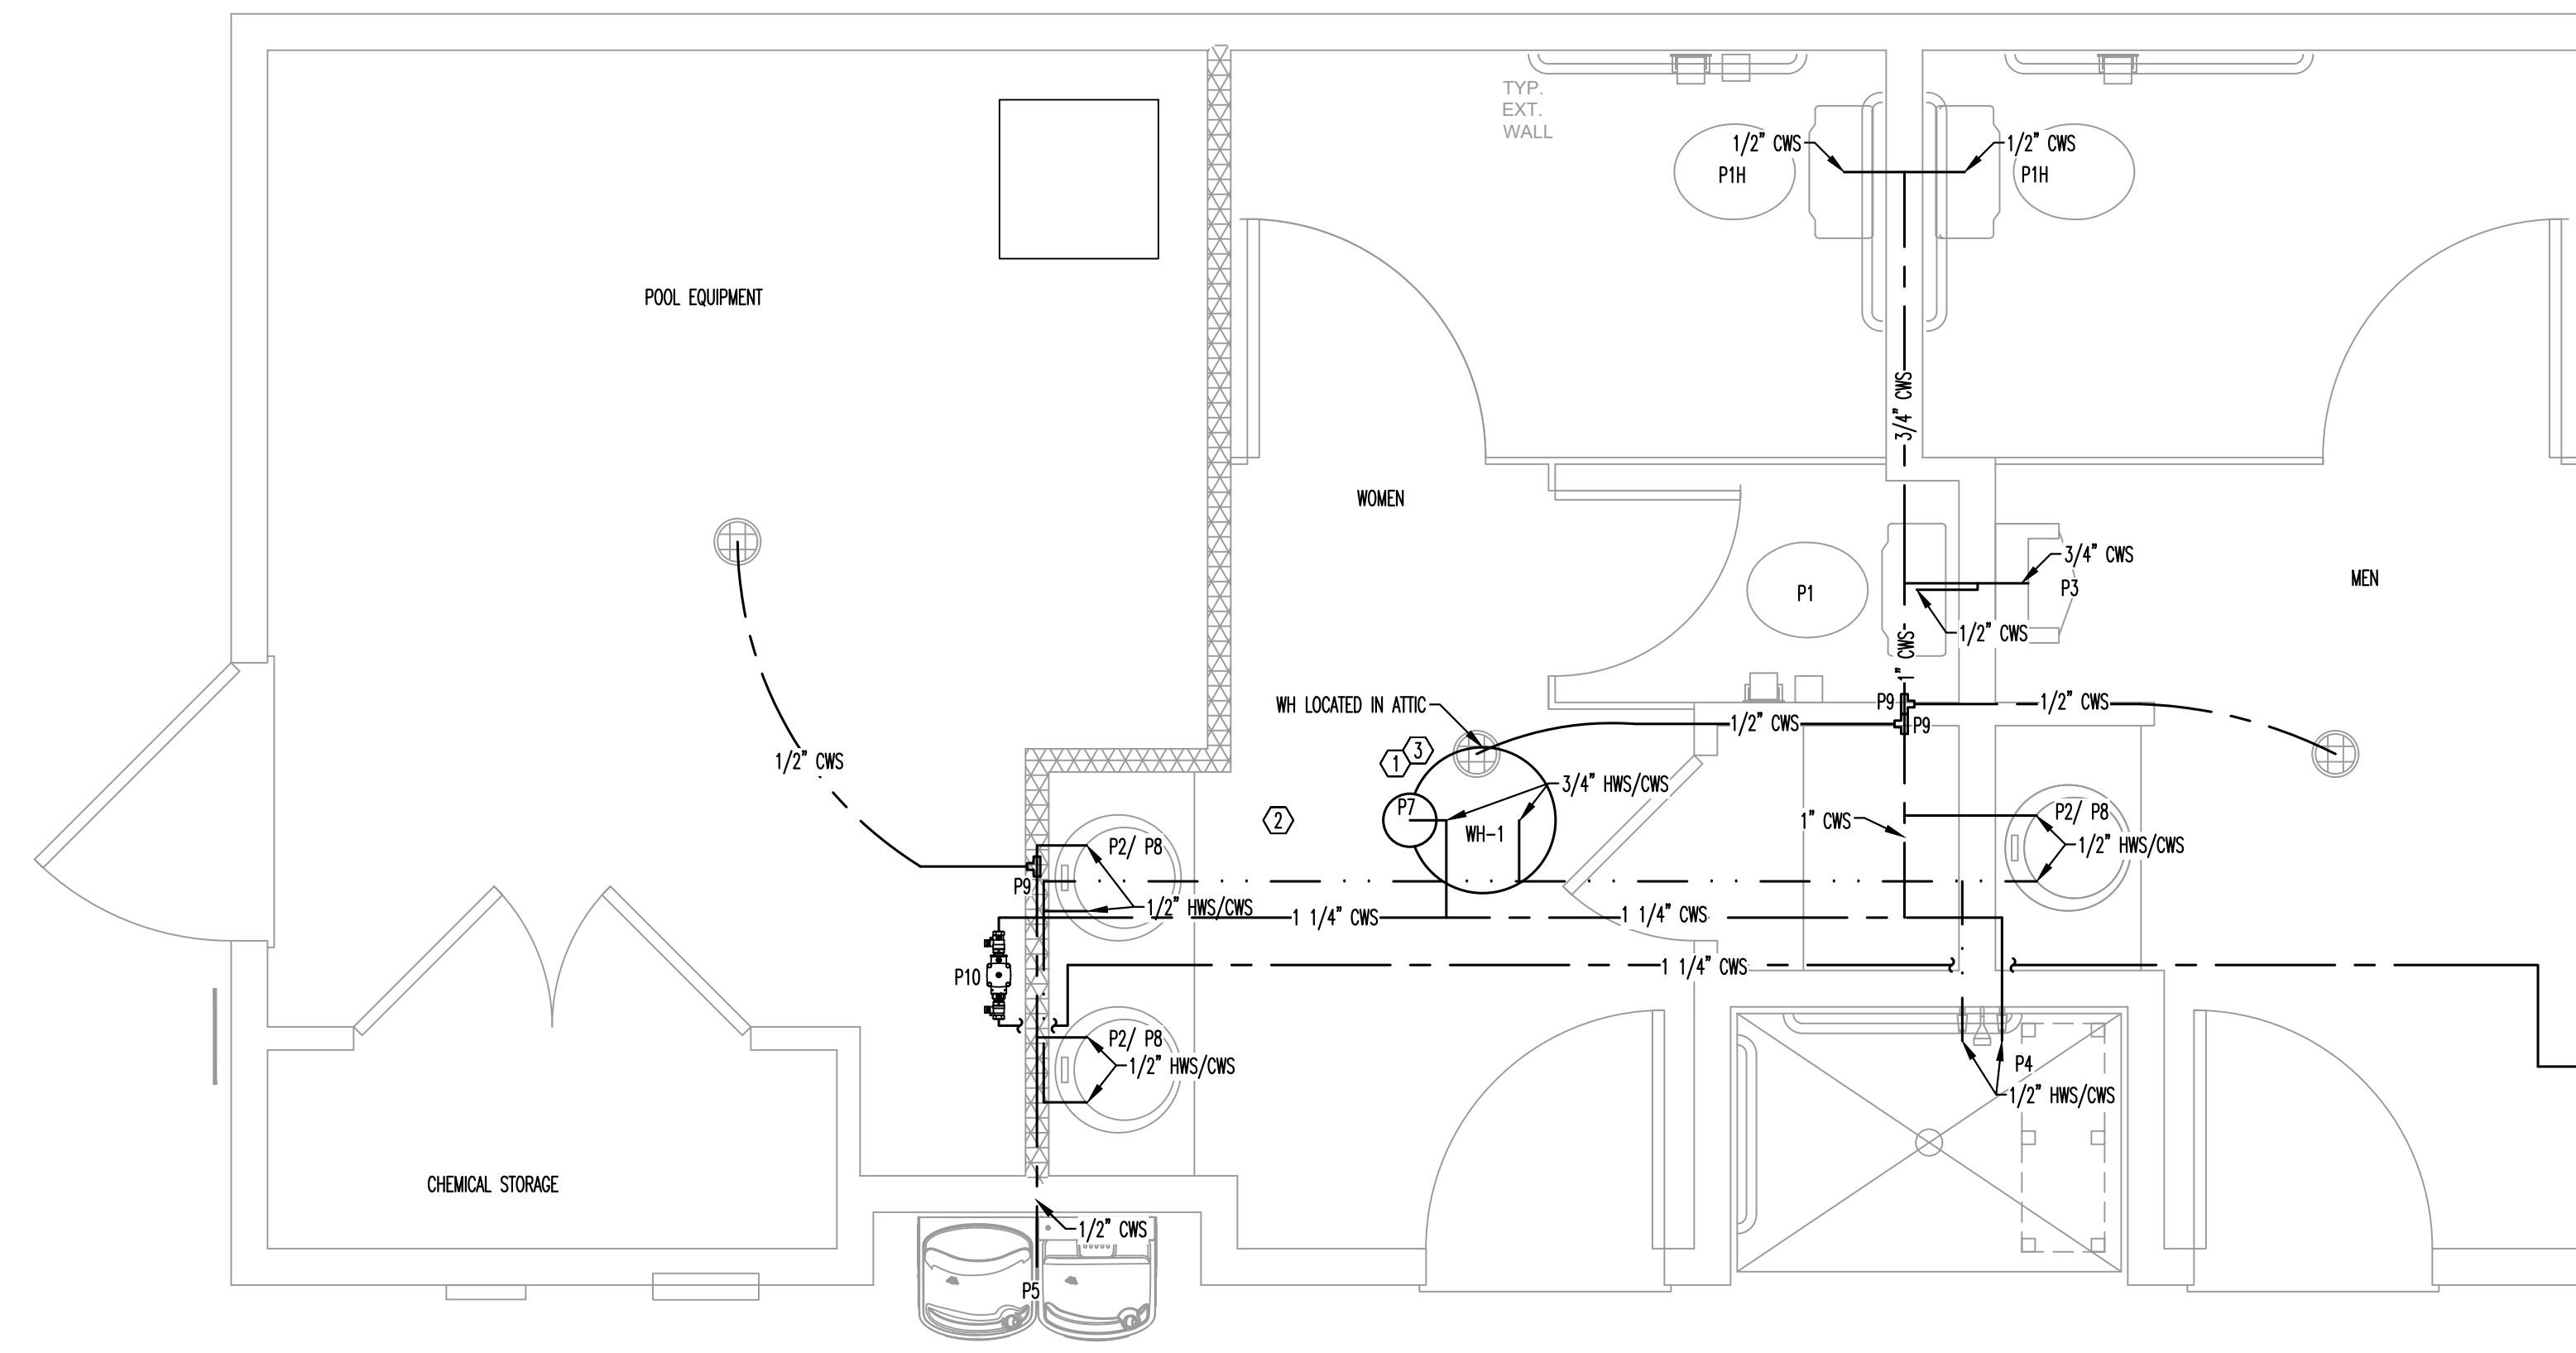 TYP.
EXT.
WALL
1/2" CWS
1/2" CWS
P1H
P1H
POOL EQUIPMENT
3/4" CWS
WOMEN
3/4" CWS
MEN
P1
P3
1/2" CWS
1" CWS
WH LOCATED IN ATTIC
P9
1/2" CWS
1/2" CWS
P9
3
1
1/2" CWS
3/4" HWS/CWS
P7
2
WH-1
1" CWS
P2/ P8
P2/ P8
1/2" HWS/CWS
P9
1/2" HWS/CWS
1 1/4" CWS
1 1/4" CWS
P10
1 1/4" CWS
P2/ P8
1/2" HWS/CWS
P4
1/2" HWS/CWS
CHEMICAL STORAGE
1/2" CWS
P5